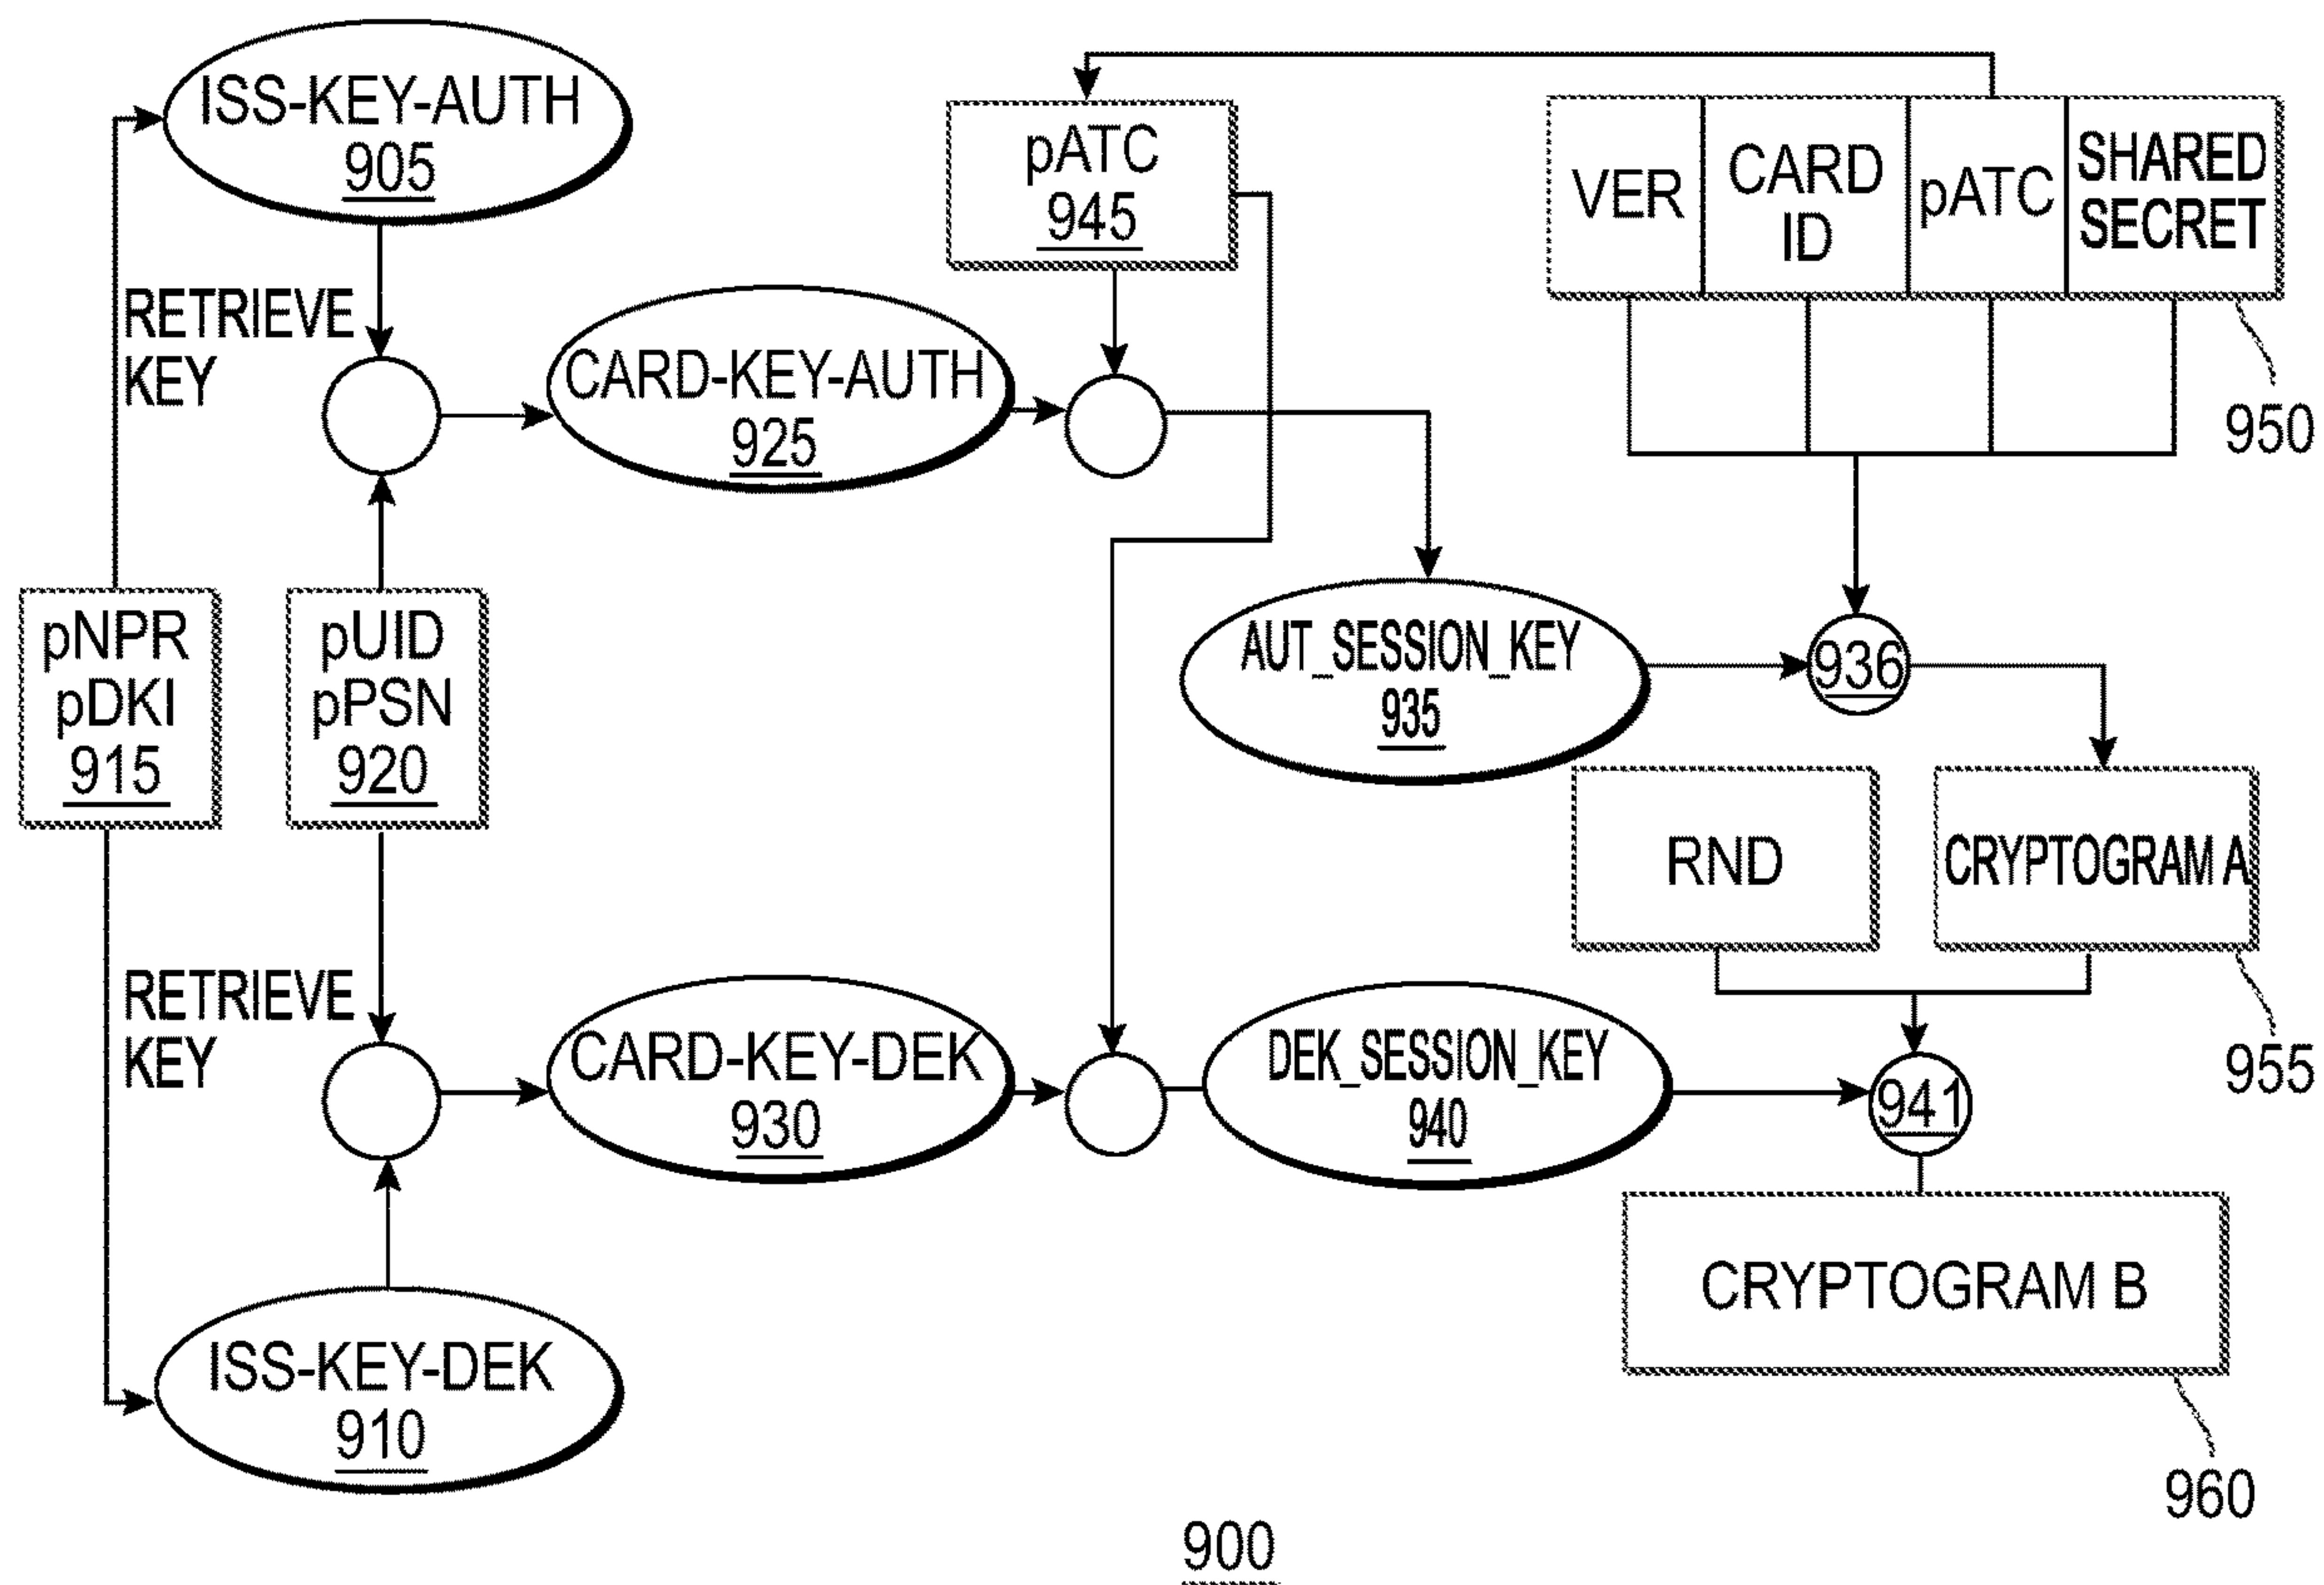 ISS-KEY-AUTH
905
pATC
945
VER
CARD
ID
pATC
SHARED
SECRET
950
RETRIEVE
KEY
CARD-KEY-AUTH
925
pNPR
pDKI
915
pUID
pPSN
920
AUT_SESSION_KEY
935
936
RND
CRYPTOGRAM A
955
RETRIEVE
KEY
CARD-KEY-DEK
930
DEK_SESSION_KEY
940
941
CRYPTOGRAM B
960
ISS-KEY-DEK
910
900